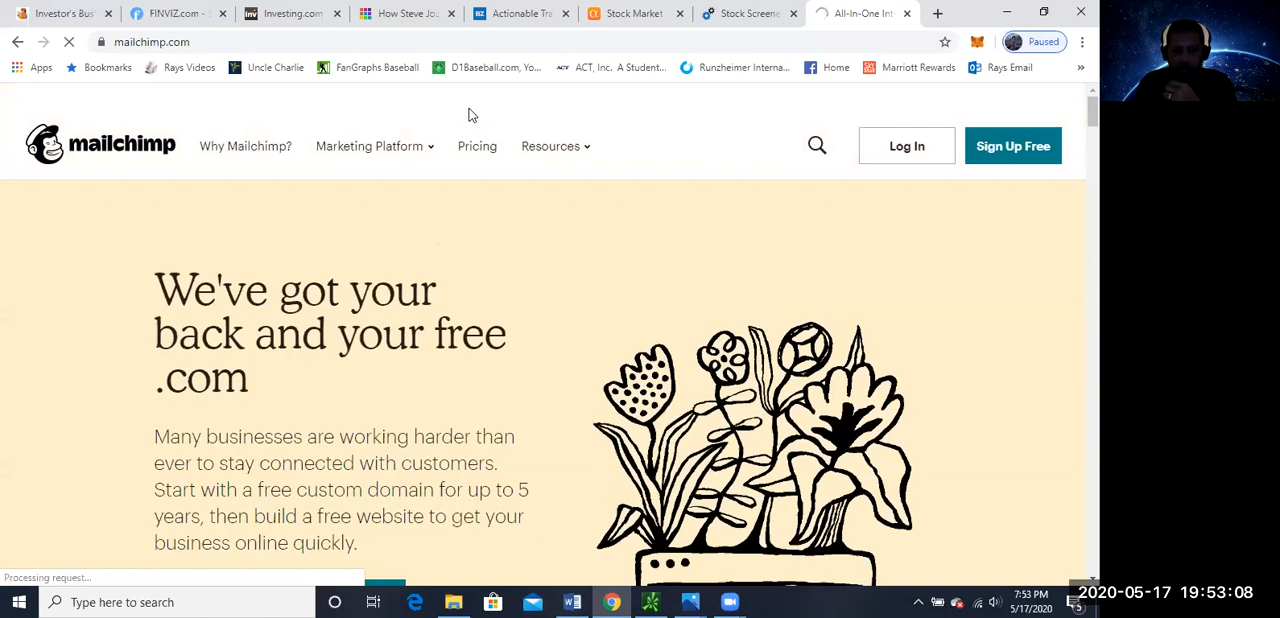 Investor's Bus
FINVIZ.com - S
Inv Investing.com
How Steve Job
BZ Actionable Tra
α Stock Market
Stock Screene
All-In-One Int
mailchimp.com
Paused
Apps Bookmarks Rays Videos Uncle Charlie FanGraphs Baseball D1Baseball.com, Yo... ACT ACT, Inc. A Student... Runzheimer Interna... Home Marriott Rewards Rays Email »
mailchimp
Why Mailchimp? Marketing Platform Pricing Resources
Log In
Sign Up Free
We've got your
back and your free
.com
Many businesses are working harder than
ever to stay connected with customers.
Start with a free custom domain for up to 5
years, then build a free website to get your
business online quickly.
Processing request...
Type here to search
7:53 PM
5/17/2020
5
2020-05-17 19:53:08